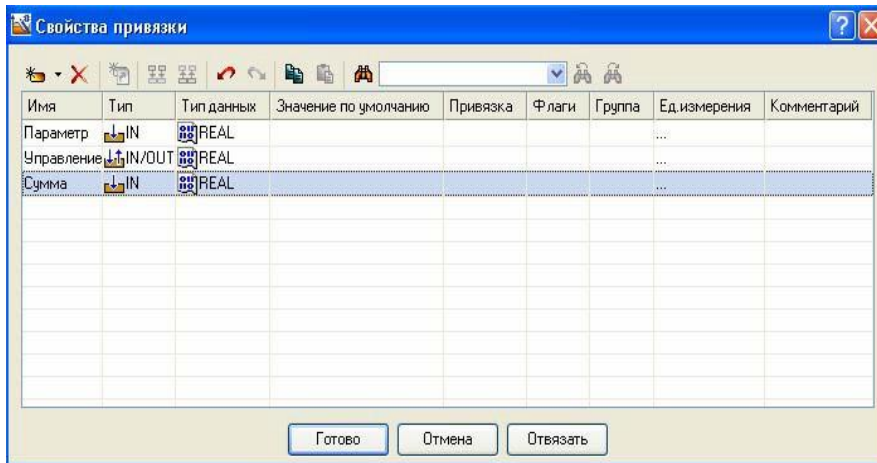 Свойства привязки
Имя Тип Тип данных Значение по умолчанию Привязка Флаги Группа Ед.измерения Комментарий
Параметр IN REAL ...
Управление IN/OUT REAL ...
Сумма IN REAL ...
Готово Отмена Отвязать